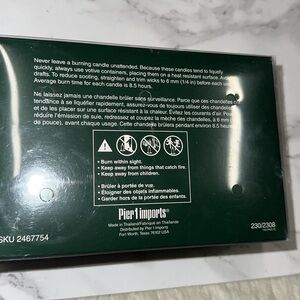 Never leave a burning candle unattended. Because these candles tend to liquefy
quickly, always use votive containers, placing them on a heat resistant surface. Avoid
drafts. To reduce sooting, straighten and trim wicks to 6 mm (1/4 in) before each
Average burn time for each candle is 8.5 hours.
Ne laissez jamais une chandelle brûler sans surveillance. Parce que ces chandelles
tendance à se liquéfier rapidement, assurez-vous de toujours utiliser des
et de les placer sur une surface résistant à la chaleur. Évitez les courants d'air. Pour
réduire l'émission de suie, redressez et coupez la mèche des chandelles, à 6 mm
de pouce), avant chaque usage. Cette chandelle brûlera pendant environ 8.5 heures.
• Burn within sight.
• Keep away from things that catch fire.
• Keep away from children.
• Brûler à portée de vue.
• Éloigner des objets inflammables.
• Garder hors de la portée des enfants.
Pier 1 imports
Made in Thailand/Fabriqué en Thaïlande
Distributed by Pier 1 Imports
Fort Worth, Texas 76102 USA
SKU 2467754
230/2308